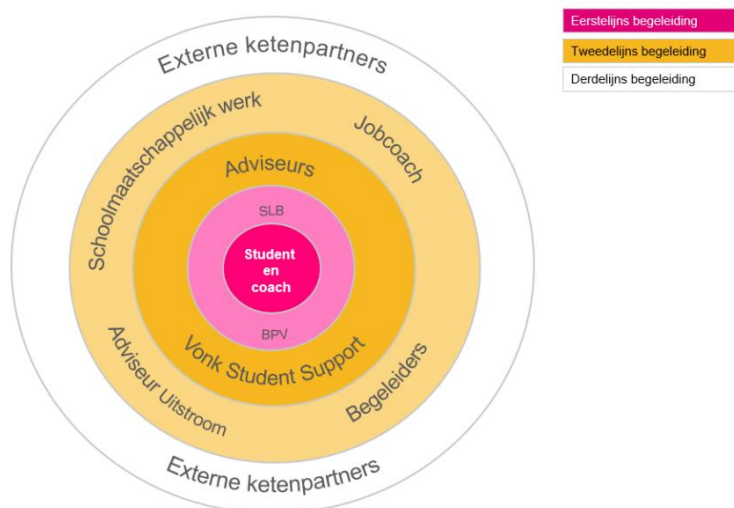 Externe ketenpartners
Schoolmaatschappelijk werk
Jobcoach
Adviseurs
SLB
Student
en
coach
BPV
Vonk Student Support
Adviseur Uitstroom
Begeleiders
Externe ketenpartners
Eerstelijns begeleiding
Tweedelijns begeleiding
Derdelijns begeleiding